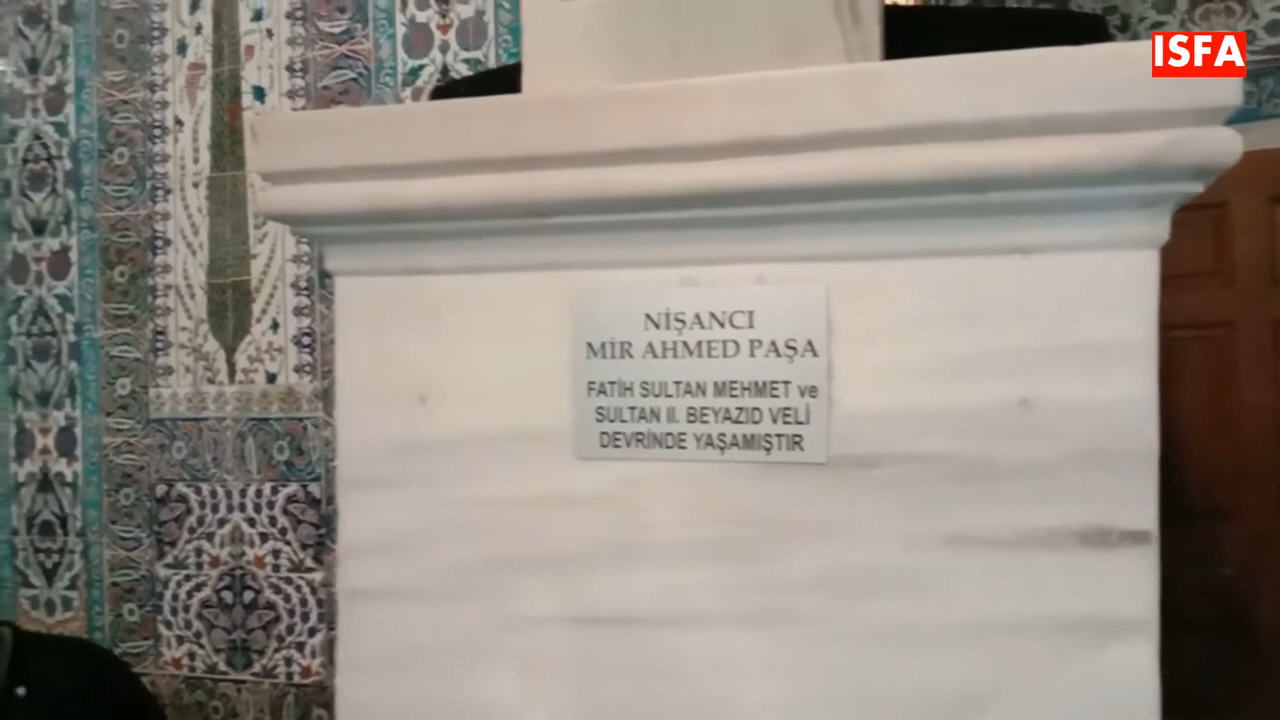 ISFA
NİŞANCI
MİR AHMED PAŞA
FATİH SULTAN MEHMET ve
SULTAN II. BEYAZID VELİ
DEVRİNDE YAŞAMIŞTIR